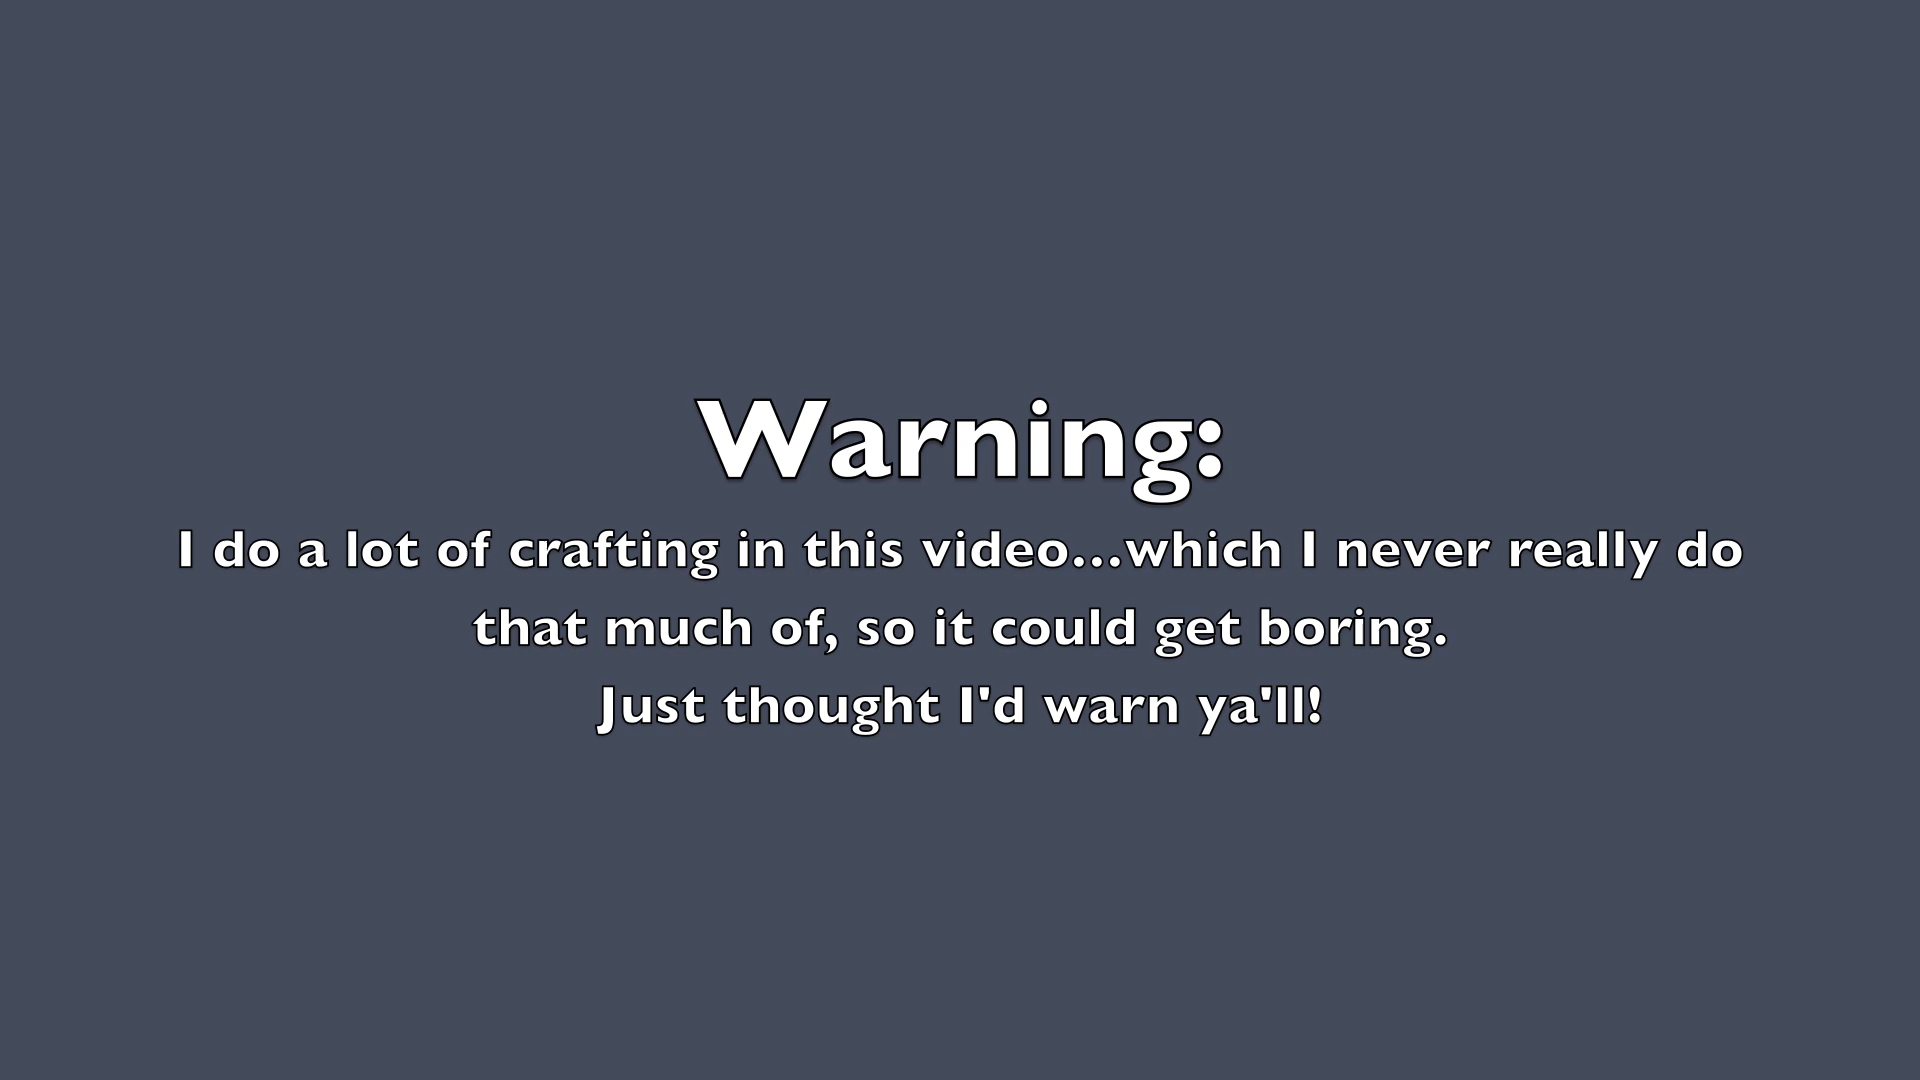 Warning:
I do a lot of crafting in this video...which I never really do
that much of, so it could get boring.
Just thought I'd warn ya'll!